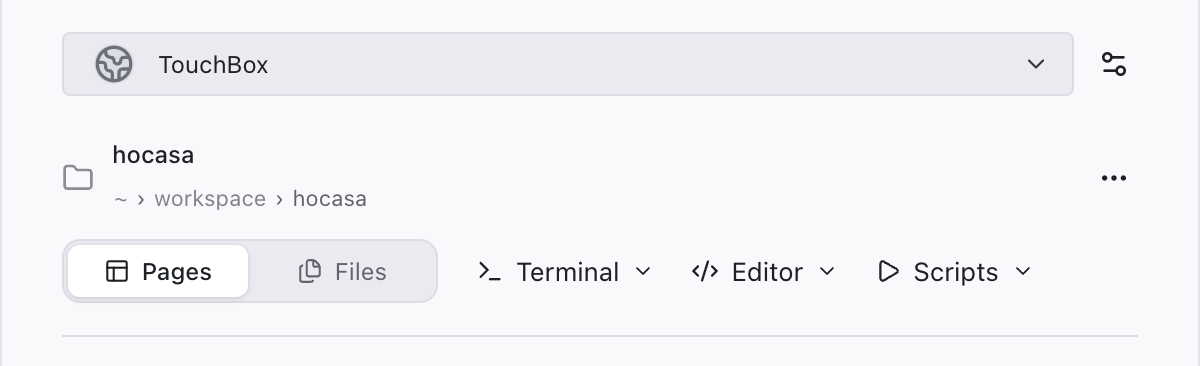 TouchBox
hocasa
~ › workspace › hocasa
Pages Files Terminal Editor Scripts